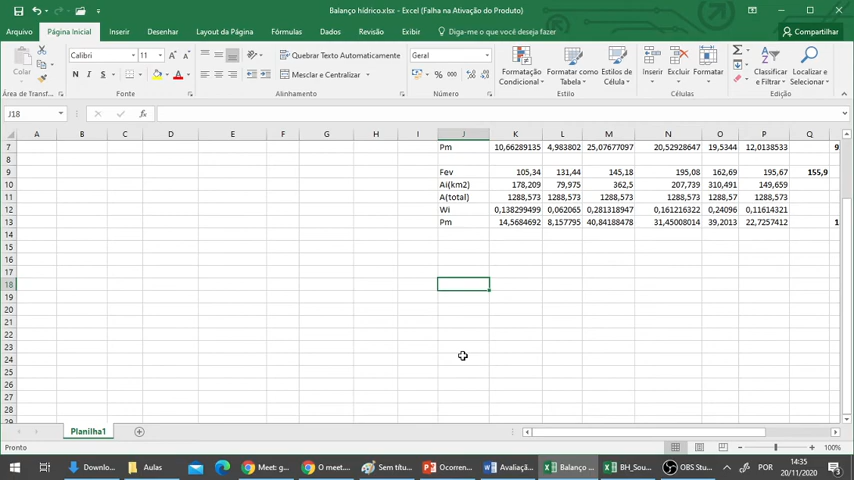 Balanço hídrico.xlsx - Excel (Falha na Ativação do Produto)
Arquivo Página Inicial Inserir Desenhar Layout da Página Fórmulas Dados Revisão Exibir Diga-me o que você deseja fazer Compartilhar
Colar
Calibri 11
N I S
Quebrar Texto Automaticamente
Mesclar e Centralizar
Geral
% 000
Formatação Condicional
Formatar como Tabela
Estilos de Célula
Inserir Excluir Formatar
Classificar e Filtrar
Localizar e Selecionar
Área de Transf... Fonte Alinhamento Número Estilos Células Edição
J18 fx
A B C D E F G H I J K L M N O P Q
7 Pm 10,66289135 4,983802 25,07677097 20,52928647 19,5344 12,0138533 9
8
9 Fev 105,34 131,44 145,18 195,08 162,69 195,67 155,9
10 Ai(km2) 178,209 79,975 362,5 207,739 310,491 149,659
11 A(total) 1288,573 1288,573 1288,573 1288,573 1288,57 1288,573
12 Wi 0,138299499 0,062065 0,281318947 0,161216322 0,24096 0,11614321
13 Pm 14,5684692 8,157795 40,84188478 31,45008014 39,2013 22,7257412 1
14
15
16
17
18
19
20
21
22
23
24
25
26
27
28
29
Planilha1
Pronto 100%
Downlo... Aulas Meet: g... O meet.... Sem títu... Ocorren... Avaliaçã... Balanço ... BH_Sou... OBS Stu... POR 14:35
20/11/2020 3